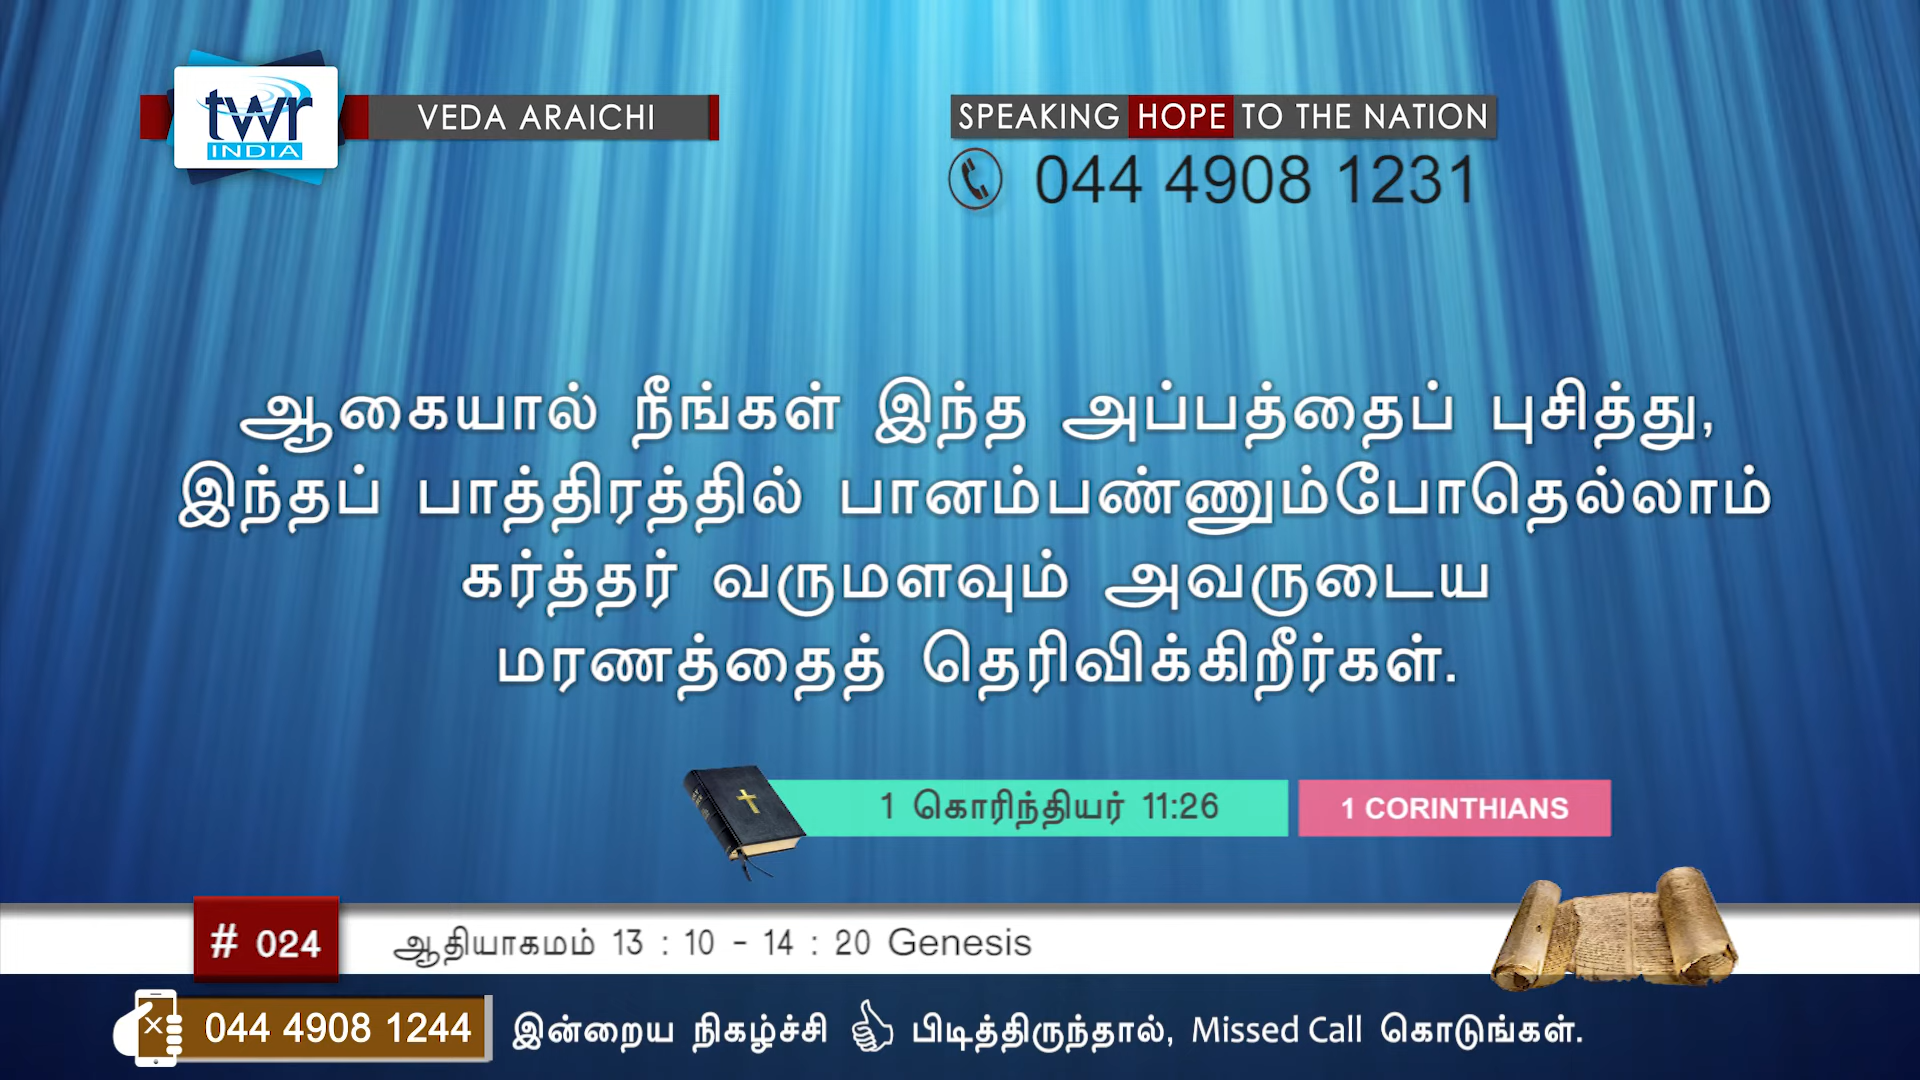 twr
INDIA
VEDA ARAICHI
SPEAKING HOPE TO THE NATION
044 4908 1231
ஆகையால் நீங்கள் இந்த அப்பத்தைப் புசித்து,
இந்தப் பாத்திரத்தில் பானம்பண்ணும்போதெல்லாம்
கர்த்தர் வருமளவும் அவருடைய
மரணத்தைத் தெரிவிக்கிறீர்கள்.
1 கொரிந்தியர் 11:26
1 CORINTHIANS
# 024
ஆதியாகமம் 13 : 10 - 14 : 20 Genesis
044 4908 1244
இன்றைய நிகழ்ச்சி பிடித்திருந்தால், Missed Call கொடுங்கள்.